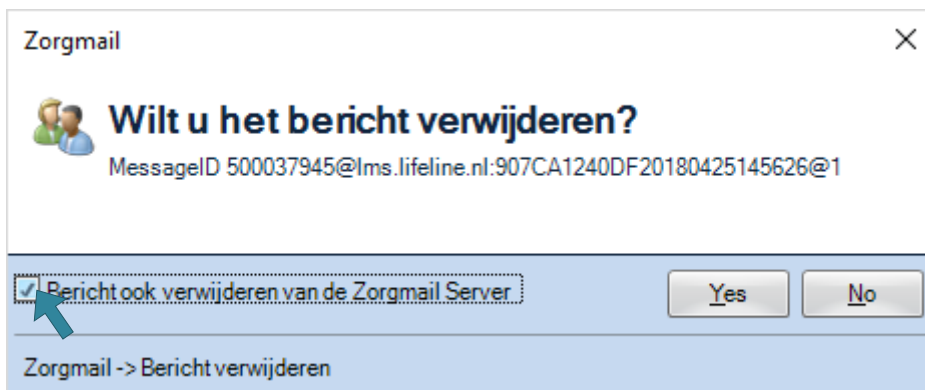 Zorgmail
Wilt u het bericht verwijderen?
MessageID 500037945@lms.lifeline.nl:907CA1240DF20180425145626@1
Bericht ook verwijderen van de Zorgmail Server
Yes
No
Zorgmail -> Bericht verwijderen